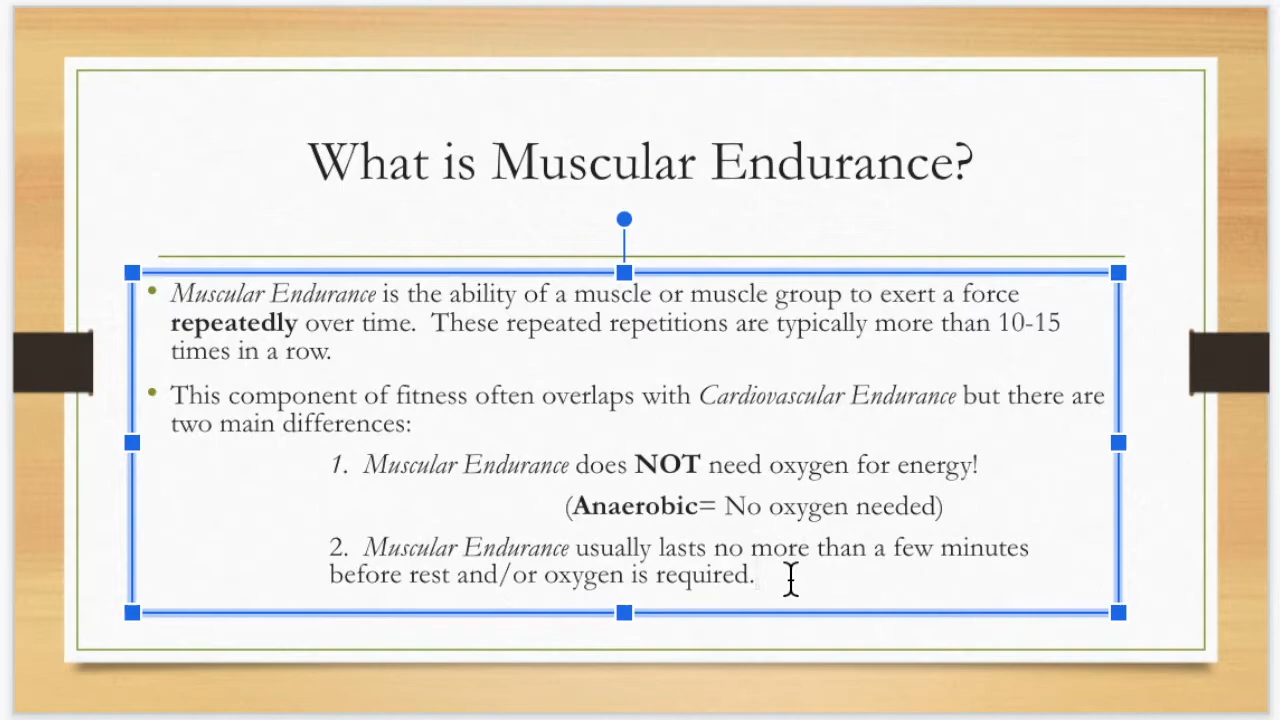 What is Muscular Endurance?
• Muscular Endurance is the ability of a muscle or muscle group to exert a force
repeatedly over time.  These repeated repetitions are typically more than 10-15
times in a row.
• This component of fitness often overlaps with Cardiovascular Endurance but there are
two main differences:
1.  Muscular Endurance does NOT need oxygen for energy!
(Anaerobic= No oxygen needed)
2.  Muscular Endurance usually lasts no more than a few minutes
before rest and/or oxygen is required.